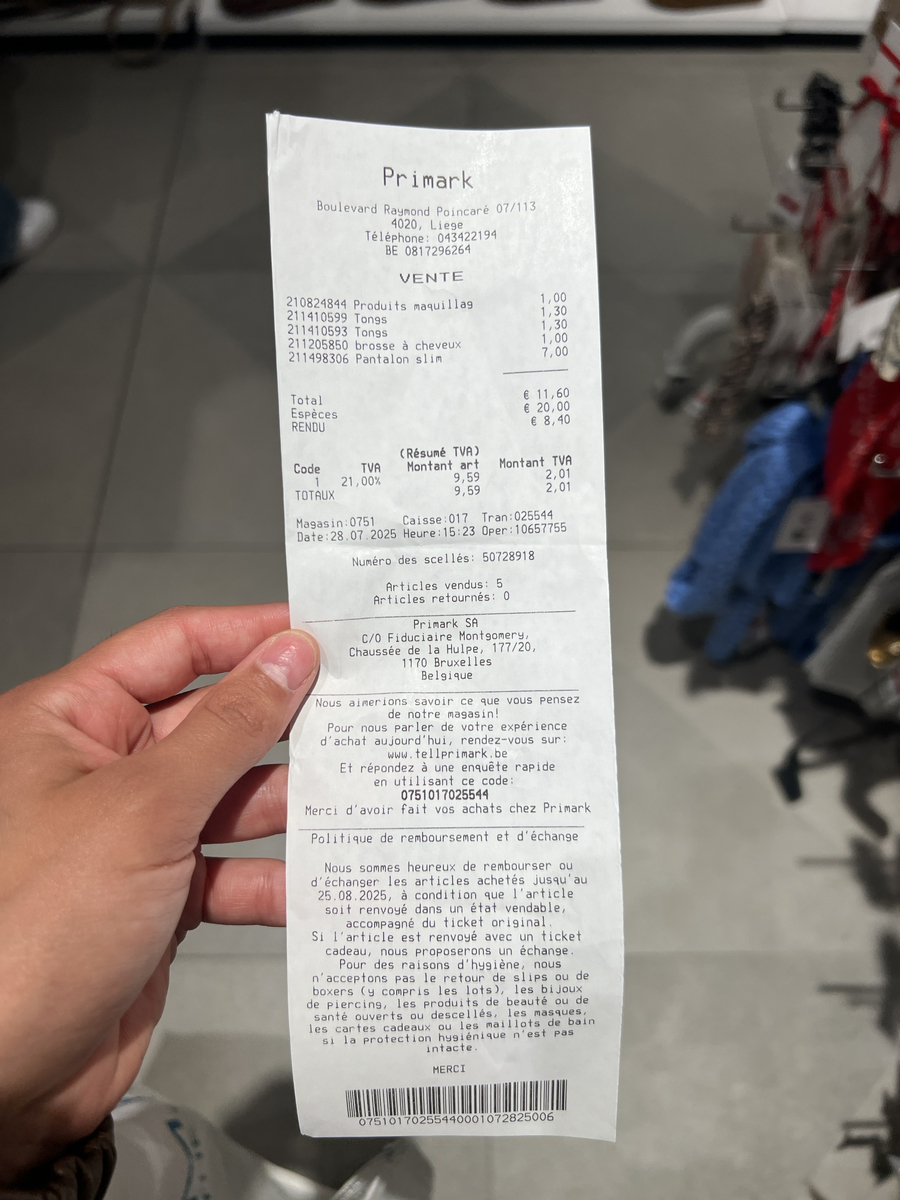 Primark
Boulevard Raymond Poincaré 07/113
4020, Liege
Téléphone: 043422194
BE 0817296264
VENTE
210824844 Produits maquillag 1,00
211410599 Tongs 1,30
211410593 Tongs 1,30
211205850 brosse à cheveux 1,00
211498306 Pantalon slim 7,00
Total € 11,60
Espèces € 20,00
RENDU € 8,40
(Résumé TVA)
Code TVA Montant art Montant TVA
1 21,00% 9,59 2,01
TOTAUX 9,59 2,01
Magasin:0751 Caisse:017 Tran:025544
Date:28.07.2025 Heure:15:23 Oper:10657755
Numéro des scellés: 50728918
Articles vendus: 5
Articles retournés: 0
Primark SA
C/O Fiduciaire Montgomery,
Chaussée de la Hulpe, 177/20,
1170 Bruxelles
Belgique
Nous aimerions savoir ce que vous pensez
de notre magasin!
Pour nous parler de votre expérience
d'achat aujourd'hui, rendez-vous sur:
www.tellprimark.be
Et répondez à une enquête rapide
en utilisant ce code:
0751017025544
Merci d'avoir fait vos achats chez Primark
Politique de remboursement et d'échange
Nous sommes heureux de rembourser ou
d'échanger les articles achetés jusqu'au
25.08.2025, à condition que l'article
soit renvoyé dans un état vendable,
accompagné du ticket original.
Si l'article est renvoyé avec un ticket
cadeau, nous proposerons un échange.
Pour des raisons d'hygiène, nous
n'acceptons pas le retour de slips ou de
boxers (y compris les lots), les bijoux
de piercing, les produits de beauté ou de
santé ouverts ou descellés, les masques,
les cartes cadeaux ou les maillots de bain
si la protection hygiénique n'est pas
intacte.
MERCI
07510170255440001072825006